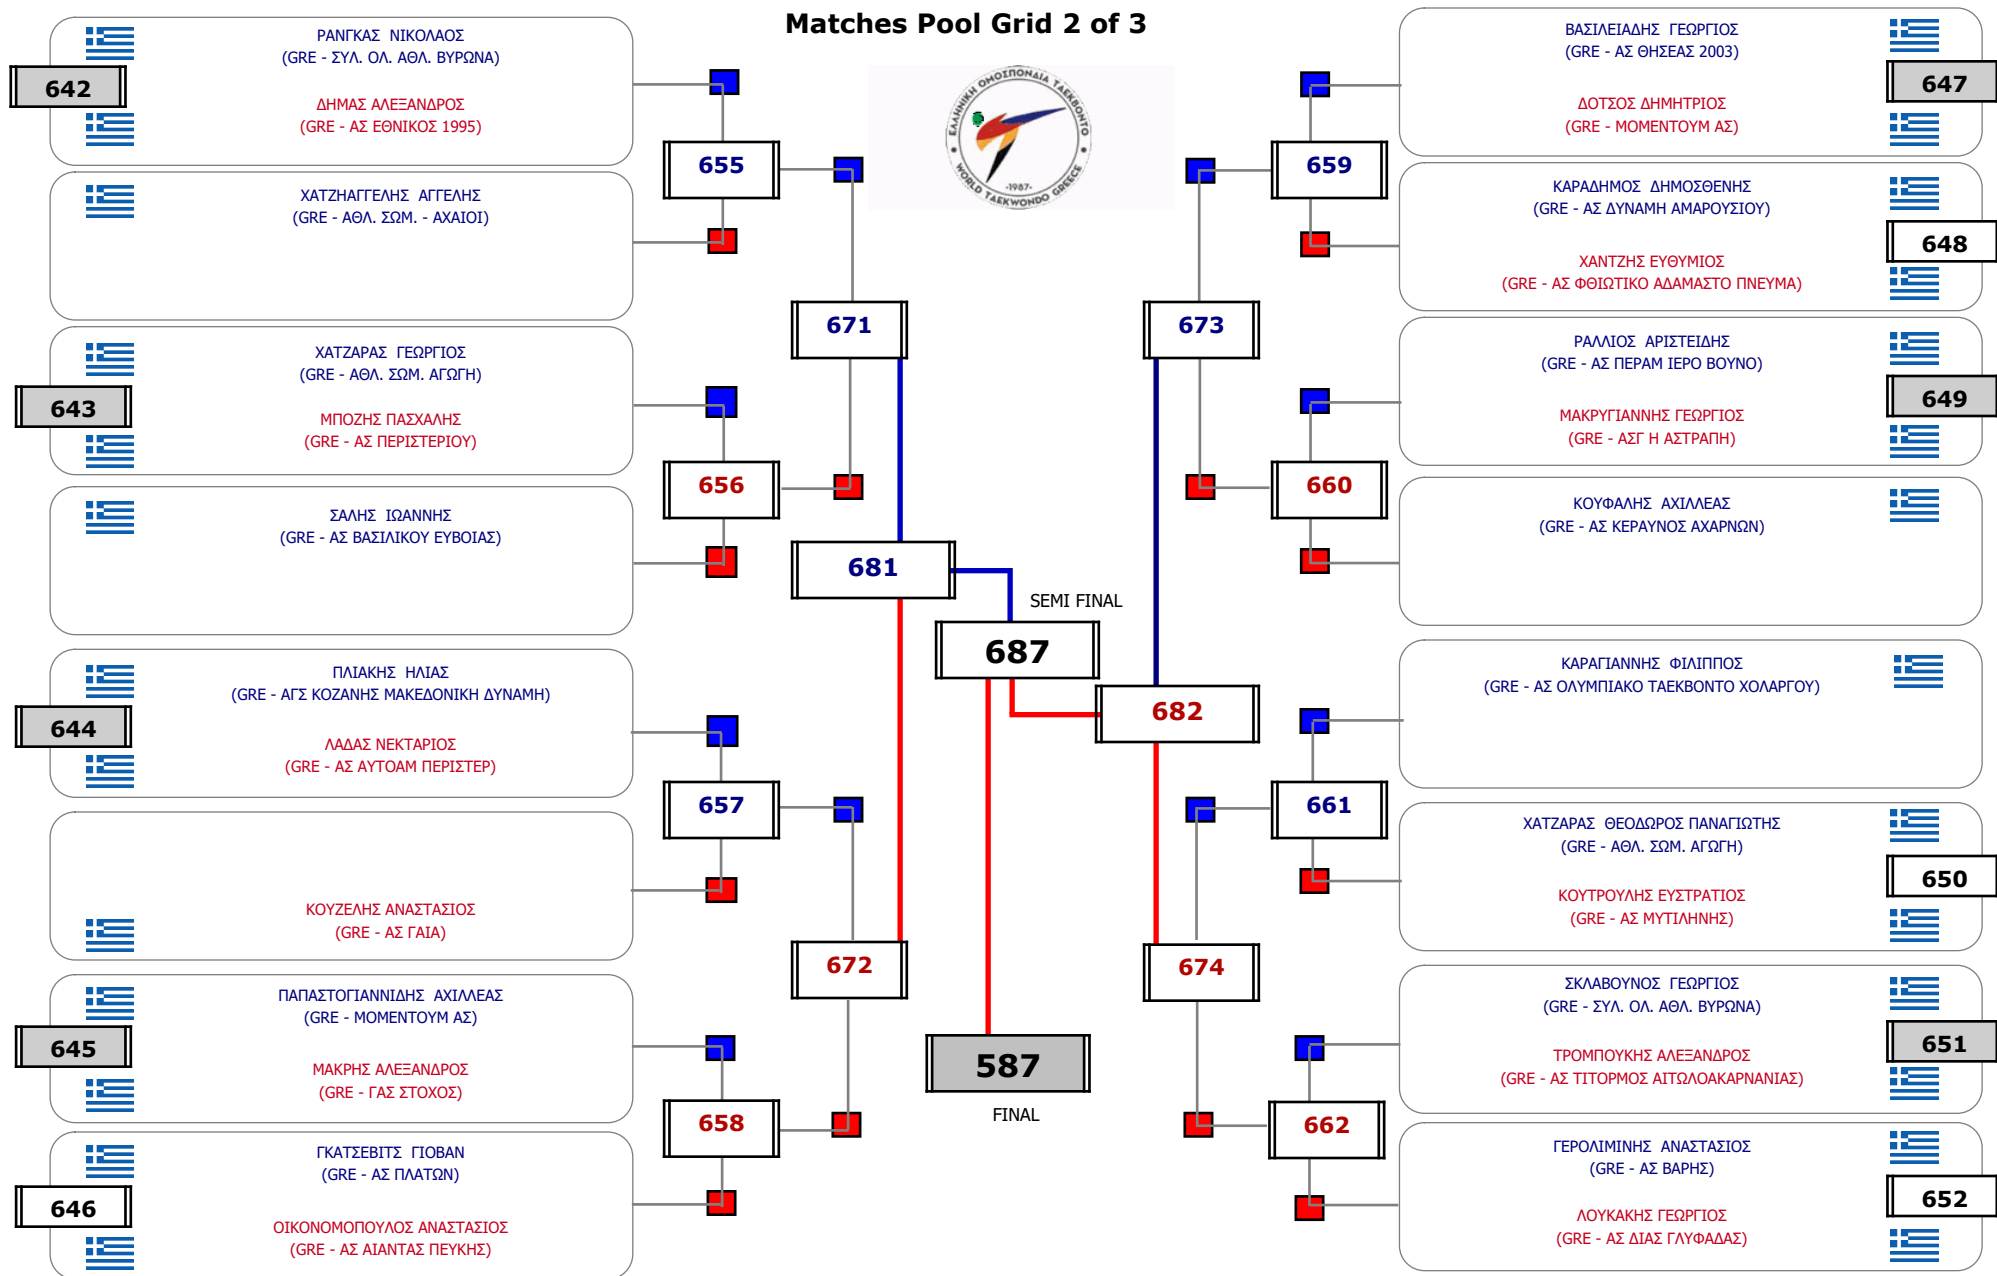 Matches Pool Grid 2 of 3
ΕΛΛΗΝΙΚΗ ΟΜΟΣΠΟΝΔΙΑ ΤΑΕΚΒΟΝΤΟ
-1987-
WORLD TAEKWONDO GREECE
642
ΡΑΝΓΚΑΣ ΝΙΚΟΛΑΟΣ
(GRE - ΣΥΛ. ΟΛ. ΑΘΛ. ΒΥΡΩΝΑ)
ΔΗΜΑΣ ΑΛΕΞΑΝΔΡΟΣ
(GRE - ΑΣ ΕΘΝΙΚΟΣ 1995)
ΧΑΤΖΗΑΓΓΕΛΗΣ ΑΓΓΕΛΗΣ
(GRE - ΑΘΛ. ΣΩΜ. - ΑΧΑΙΟΙ)
643
ΧΑΤΖΑΡΑΣ ΓΕΩΡΓΙΟΣ
(GRE - ΑΘΛ. ΣΩΜ. ΑΓΩΓΗ)
ΜΠΟΖΗΣ ΠΑΣΧΑΛΗΣ
(GRE - ΑΣ ΠΕΡΙΣΤΕΡΙΟΥ)
ΣΑΛΗΣ ΙΩΑΝΝΗΣ
(GRE - ΑΣ ΒΑΣΙΛΙΚΟΥ ΕΥΒΟΙΑΣ)
644
ΠΛΙΑΚΗΣ ΗΛΙΑΣ
(GRE - ΑΓΣ ΚΟΖΑΝΗΣ ΜΑΚΕΔΟΝΙΚΗ ΔΥΝΑΜΗ)
ΛΑΔΑΣ ΝΕΚΤΑΡΙΟΣ
(GRE - ΑΣ ΑΥΤΟΑΜ ΠΕΡΙΣΤΕΡ)
ΚΟΥΖΕΛΗΣ ΑΝΑΣΤΑΣΙΟΣ
(GRE - ΑΣ ΓΑΙΑ)
645
ΠΑΠΑΣΤΟΓΙΑΝΝΙΔΗΣ ΑΧΙΛΛΕΑΣ
(GRE - ΜΟΜΕΝΤΟΥΜ ΑΣ)
ΜΑΚΡΗΣ ΑΛΕΞΑΝΔΡΟΣ
(GRE - ΓΑΣ ΣΤΟΧΟΣ)
646
ΓΚΑΤΣΕΒΙΤΣ ΓΙΟΒΑΝ
(GRE - ΑΣ ΠΛΑΤΩΝ)
ΟΙΚΟΝΟΜΟΠΟΥΛΟΣ ΑΝΑΣΤΑΣΙΟΣ
(GRE - ΑΣ ΑΙΑΝΤΑΣ ΠΕΥΚΗΣ)
655
656
657
658
671
672
681
SEMI FINAL
687
682
587
FINAL
673
674
659
660
661
662
ΒΑΣΙΛΕΙΑΔΗΣ ΓΕΩΡΓΙΟΣ
(GRE - ΑΣ ΘΗΣΕΑΣ 2003)
647
ΔΟΤΣΟΣ ΔΗΜΗΤΡΙΟΣ
(GRE - ΜΟΜΕΝΤΟΥΜ ΑΣ)
ΚΑΡΑΔΗΜΟΣ ΔΗΜΟΣΘΕΝΗΣ
(GRE - ΑΣ ΔΥΝΑΜΗ ΑΜΑΡΟΥΣΙΟΥ)
648
ΧΑΝΤΖΗΣ ΕΥΘΥΜΙΟΣ
(GRE - ΑΣ ΦΘΙΩΤΙΚΟ ΑΔΑΜΑΣΤΟ ΠΝΕΥΜΑ)
ΡΑΛΛΙΟΣ ΑΡΙΣΤΕΙΔΗΣ
(GRE - ΑΣ ΠΕΡΑΜ ΙΕΡΟ ΒΟΥΝΟ)
649
ΜΑΚΡΥΓΙΑΝΝΗΣ ΓΕΩΡΓΙΟΣ
(GRE - ΑΣΓ Η ΑΣΤΡΑΠΗ)
ΚΟΥΦΑΛΗΣ ΑΧΙΛΛΕΑΣ
(GRE - ΑΣ ΚΕΡΑΥΝΟΣ ΑΧΑΡΝΩΝ)
ΚΑΡΑΓΙΑΝΝΗΣ ΦΙΛΙΠΠΟΣ
(GRE - ΑΣ ΟΛΥΜΠΙΑΚΟ ΤΑΕΚΒΟΝΤΟ ΧΟΛΑΡΓΟΥ)
ΧΑΤΖΑΡΑΣ ΘΕΟΔΩΡΟΣ ΠΑΝΑΓΙΩΤΗΣ
(GRE - ΑΘΛ. ΣΩΜ. ΑΓΩΓΗ)
650
ΚΟΥΤΡΟΥΛΗΣ ΕΥΣΤΡΑΤΙΟΣ
(GRE - ΑΣ ΜΥΤΙΛΗΝΗΣ)
ΣΚΛΑΒΟΥΝΟΣ ΓΕΩΡΓΙΟΣ
(GRE - ΣΥΛ. ΟΛ. ΑΘΛ. ΒΥΡΩΝΑ)
651
ΤΡΟΜΠΟΥΚΗΣ ΑΛΕΞΑΝΔΡΟΣ
(GRE - ΑΣ ΤΙΤΟΡΜΟΣ ΑΙΤΩΛΟΑΚΑΡΝΑΝΙΑΣ)
ΓΕΡΟΛΙΜΙΝΗΣ ΑΝΑΣΤΑΣΙΟΣ
(GRE - ΑΣ ΒΑΡΗΣ)
652
ΛΟΥΚΑΚΗΣ ΓΕΩΡΓΙΟΣ
(GRE - ΑΣ ΔΙΑΣ ΓΛΥΦΑΔΑΣ)